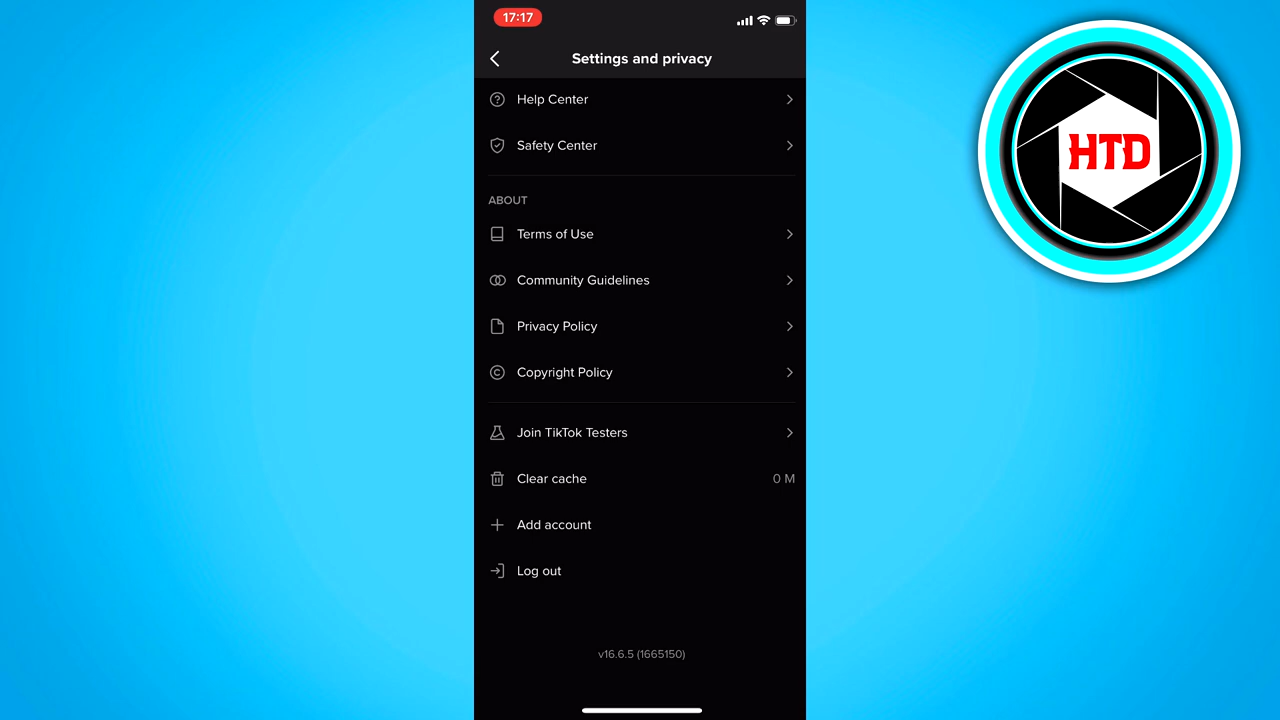 17:17
Settings and privacy
Help Center
Safety Center
ABOUT
Terms of Use
Community Guidelines
Privacy Policy
Copyright Policy
Join TikTok Testers
Clear cache 0 M
Add account
Log out
v16.6.5 (1665150)
HTD